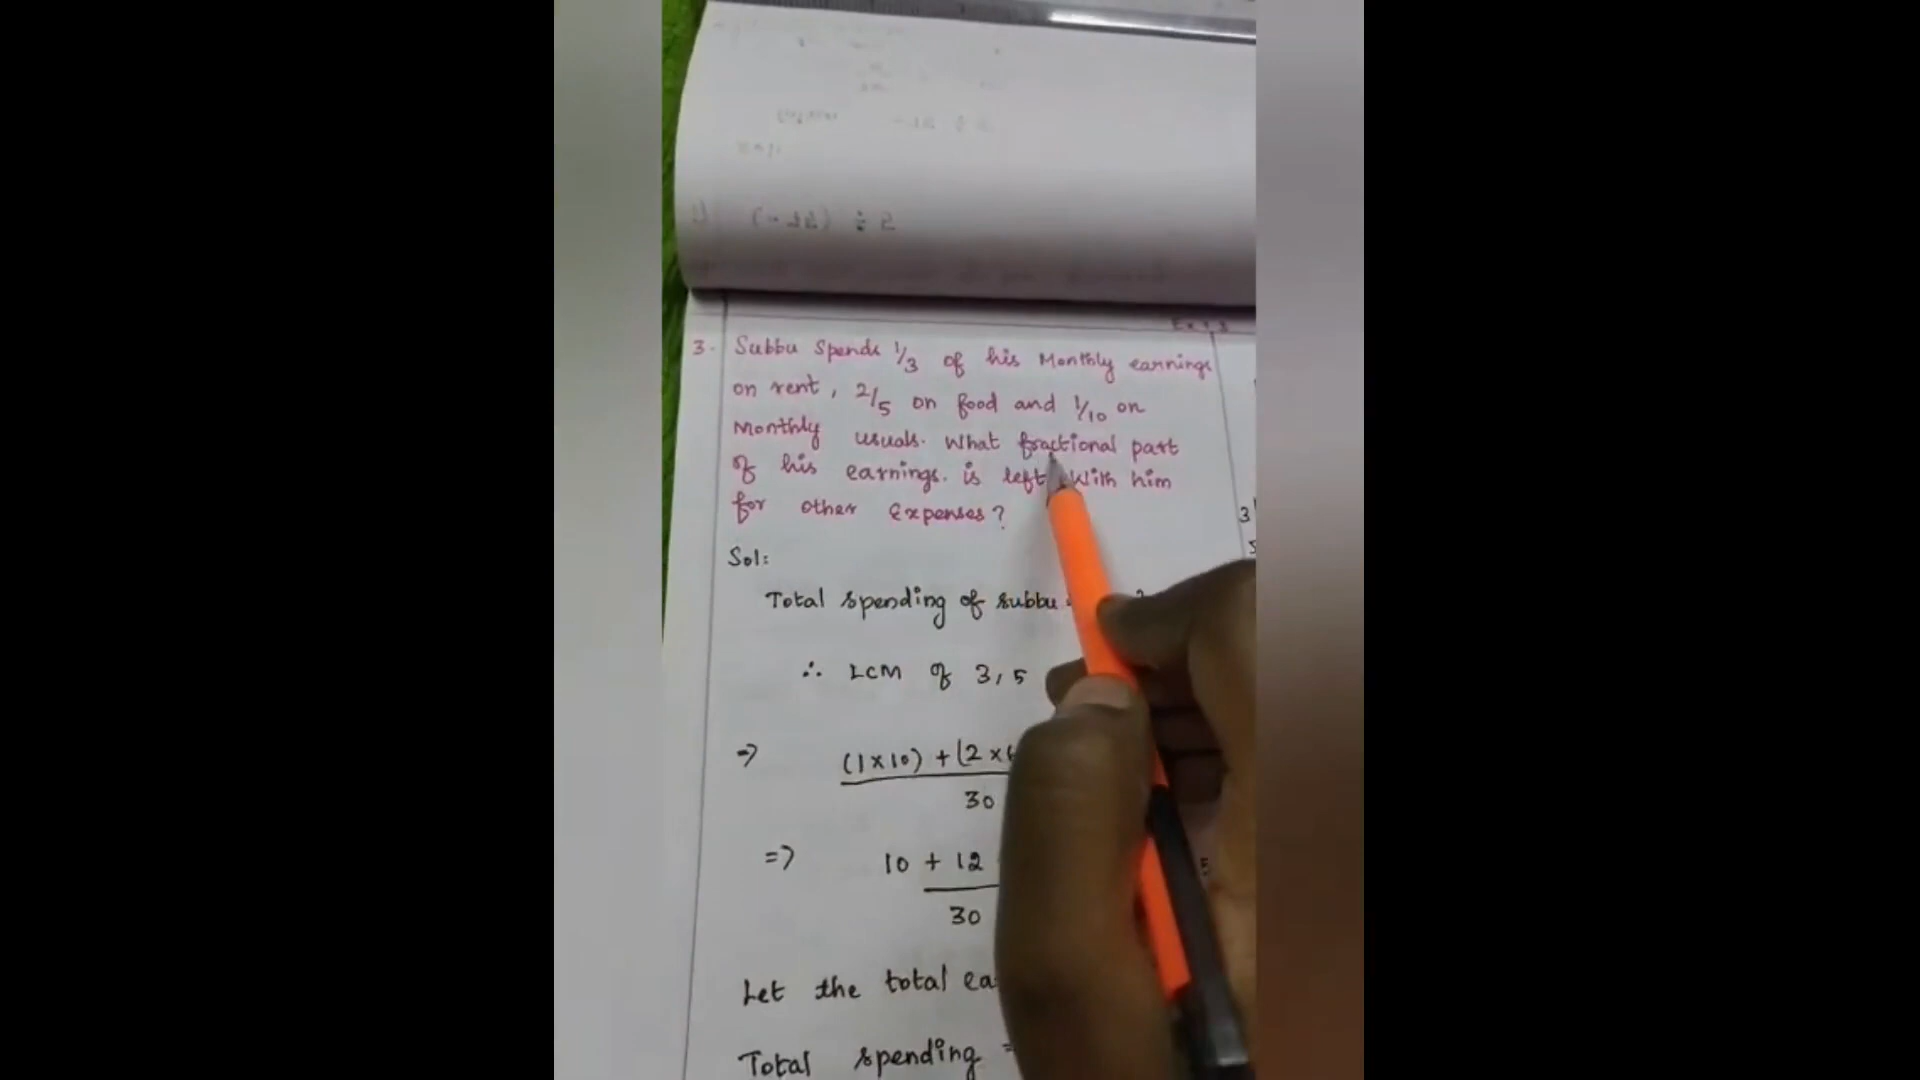 3. Subbu Spends 1/3 of his Monthly earnings
on rent, 2/5 on food and 1/10 on
Monthly usuals. What fractional part
of his earnings. is left with him
for other Expenses?
Sol:
Total spending of subbu
∴ LCM of 3, 5
=> (1×10) + (2×
30
=> 10 + 12
30
Let the total
Total spending =